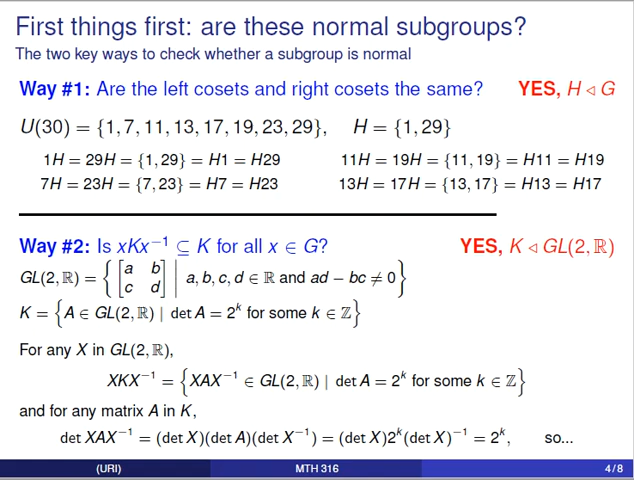 First things first: are these normal subgroups?
The two key ways to check whether a subgroup is normal
Way #1: Are the left cosets and right cosets the same? YES, H ◁ G
U(30) = {1, 7, 11, 13, 17, 19, 23, 29}, H = {1, 29}
1H = 29H = {1, 29} = H1 = H29 11H = 19H = {11, 19} = H11 = H19
7H = 23H = {7, 23} = H7 = H23 13H = 17H = {13, 17} = H13 = H17
Way #2: Is xKx⁻¹ ⊆ K for all x ∈ G? YES, K ◁ GL(2, ℝ)
GL(2, ℝ) = { [a b; c d] | a, b, c, d ∈ ℝ and ad − bc ≠ 0 }
K = {A ∈ GL(2, ℝ) | det A = 2ᵏ for some k ∈ ℤ}
For any X in GL(2, ℝ),
XKX⁻¹ = {XAX⁻¹ ∈ GL(2, ℝ) | det A = 2ᵏ for some k ∈ ℤ}
and for any matrix A in K,
det XAX⁻¹ = (det X)(det A)(det X⁻¹) = (det X)2ᵏ(det X)⁻¹ = 2ᵏ, so...
(URI) MTH 316 4 / 8